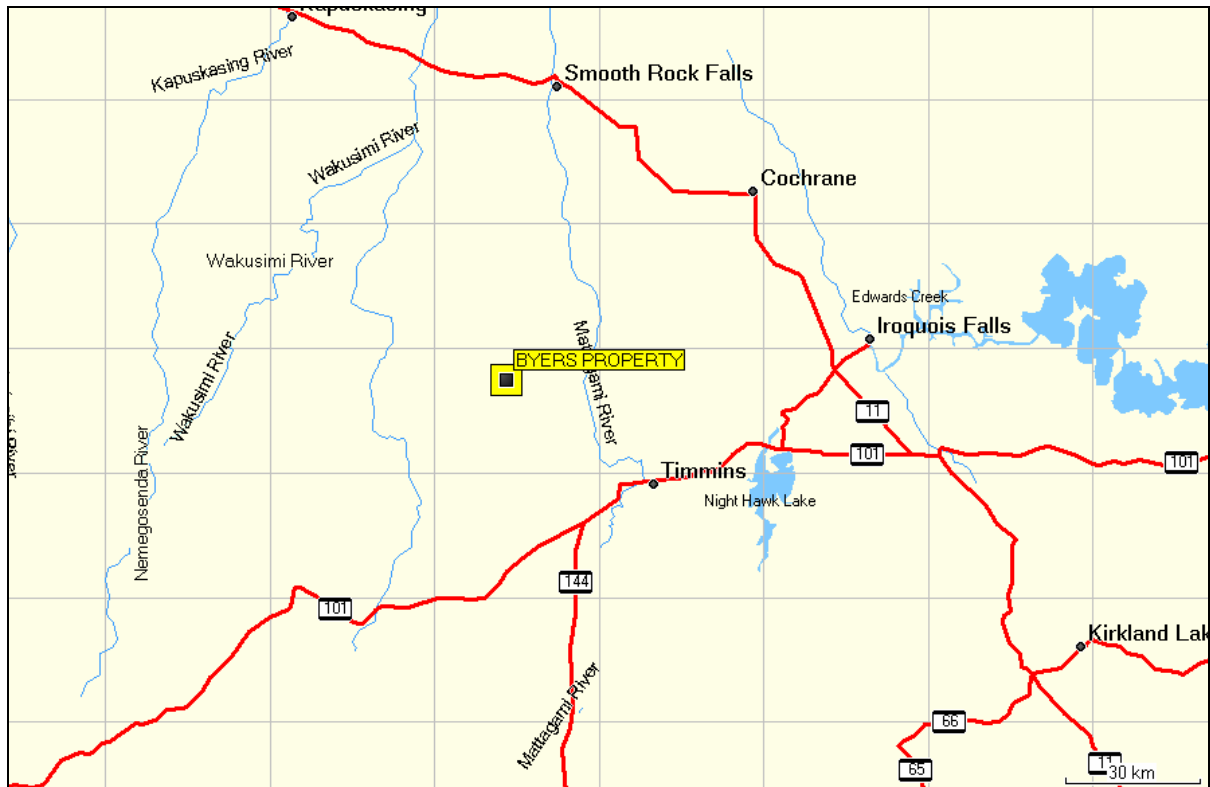 Kapuskasing
Kapuskasing River
Smooth Rock Falls
Wakusimi River
Cochrane
Wakusimi River
Edwards Creek
Iroquois Falls
Mattagami River
BYERS PROPERTY
Wakusimi River
11
Nemegosenda River
101
101
Timmins
Night Hawk Lake
144
101
Kirkland Lak
Mattagami River
66
11
65
30 km